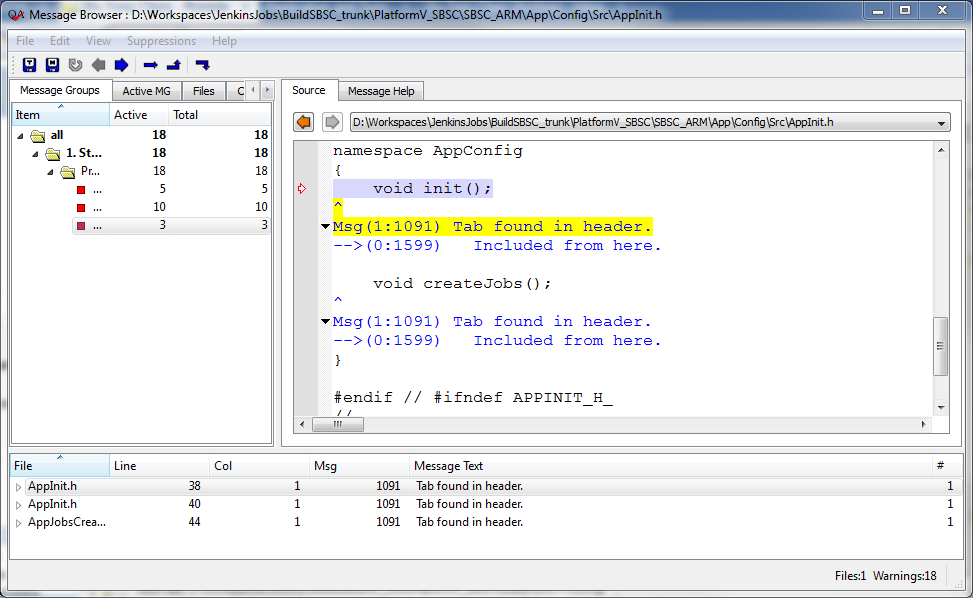 QA Message Browser : D:\Workspaces\JenkinsJobs\BuildSBSC_trunk\PlatformV_SBSC\SBSC_ARM\App\Config\Src\AppInit.h
File Edit View Suppressions Help
Message Groups Active MG Files C
Item Active Total
all 18 18
1. St... 18 18
Pr... 18 18
... 5 5
... 10 10
... 3 3
Source Message Help
D:\Workspaces\JenkinsJobs\BuildSBSC_trunk\PlatformV_SBSC\SBSC_ARM\App\Config\Src\AppInit.h
namespace AppConfig
{
void init();
^
Msg(1:1091) Tab found in header.
-->(0:1599) Included from here.
void createJobs();
^
Msg(1:1091) Tab found in header.
-->(0:1599) Included from here.
}
#endif // #ifndef APPINIT_H_
//
File Line Col Msg Message Text #
AppInit.h 38 1 1091 Tab found in header. 1
AppInit.h 40 1 1091 Tab found in header. 1
AppJobsCrea... 44 1 1091 Tab found in header. 1
Files:1 Warnings:18